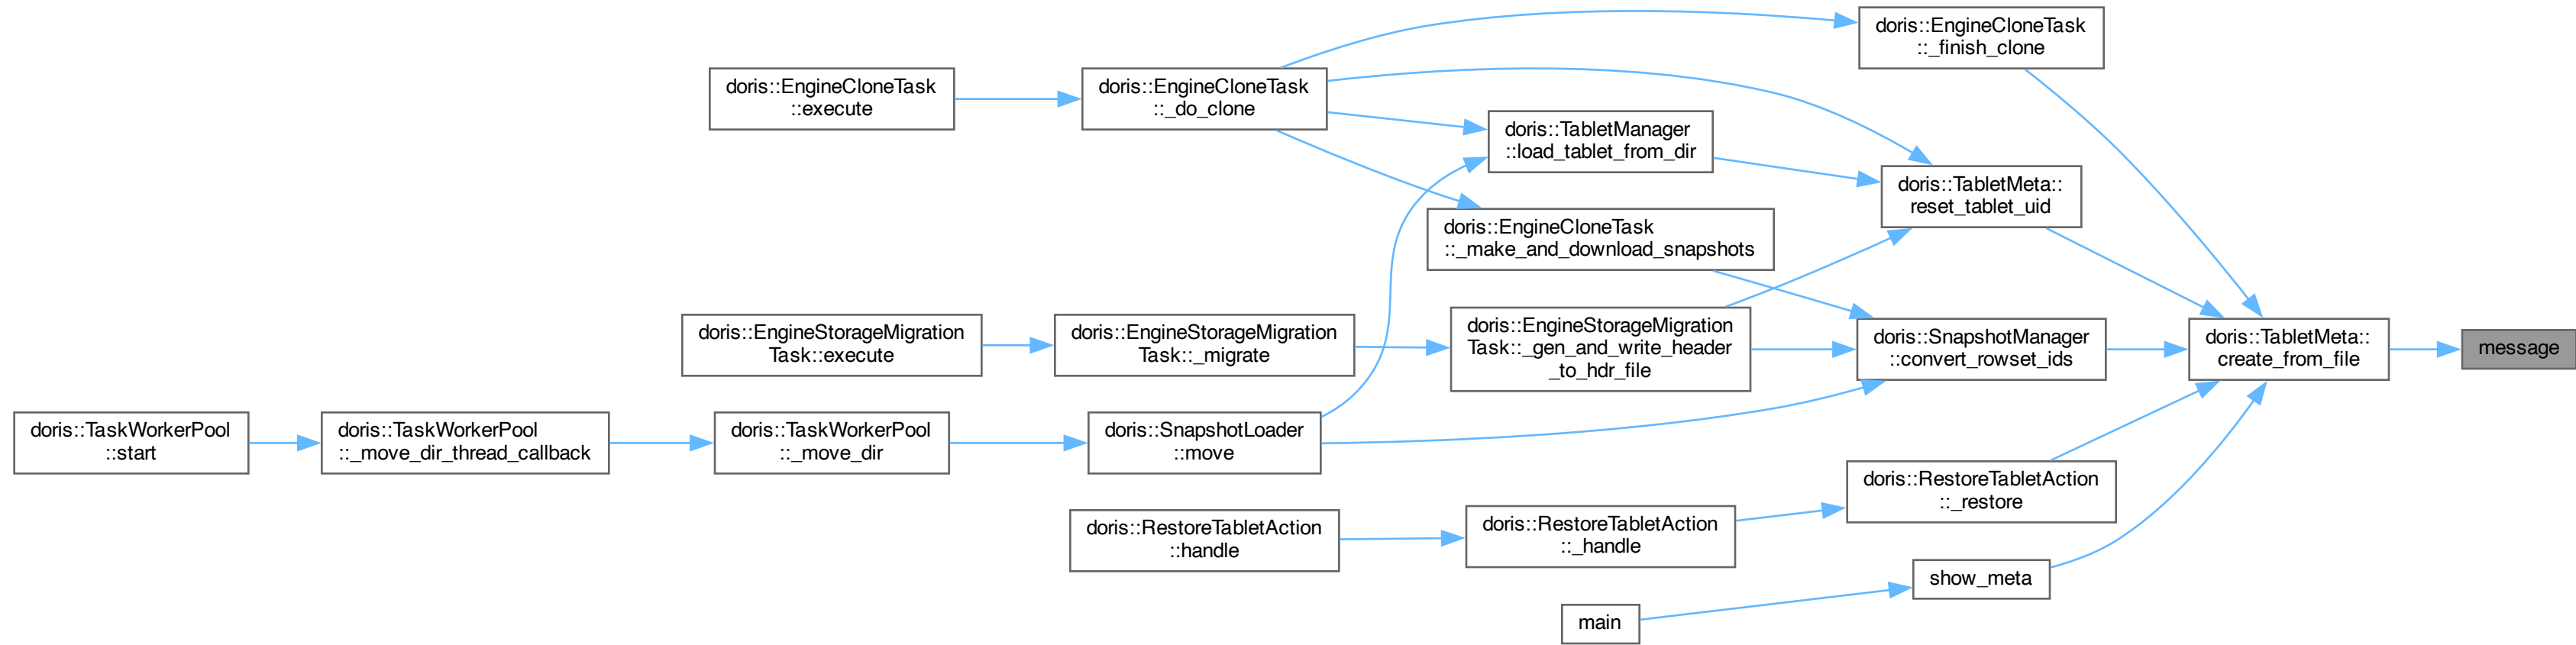 doris::EngineCloneTask
::_finish_clone
doris::EngineCloneTask
::execute
doris::EngineCloneTask
::_do_clone
doris::TabletManager
::load_tablet_from_dir
doris::TabletMeta::
reset_tablet_uid
doris::EngineCloneTask
::_make_and_download_snapshots
doris::EngineStorageMigration
Task::execute
doris::EngineStorageMigration
Task::_migrate
doris::EngineStorageMigration
Task::_gen_and_write_header
_to_hdr_file
doris::SnapshotManager
::convert_rowset_ids
doris::TabletMeta::
create_from_file
message
doris::TaskWorkerPool
::start
doris::TaskWorkerPool
::_move_dir_thread_callback
doris::TaskWorkerPool
::_move_dir
doris::SnapshotLoader
::move
doris::RestoreTabletAction
::_restore
doris::RestoreTabletAction
::handle
doris::RestoreTabletAction
::_handle
show_meta
main